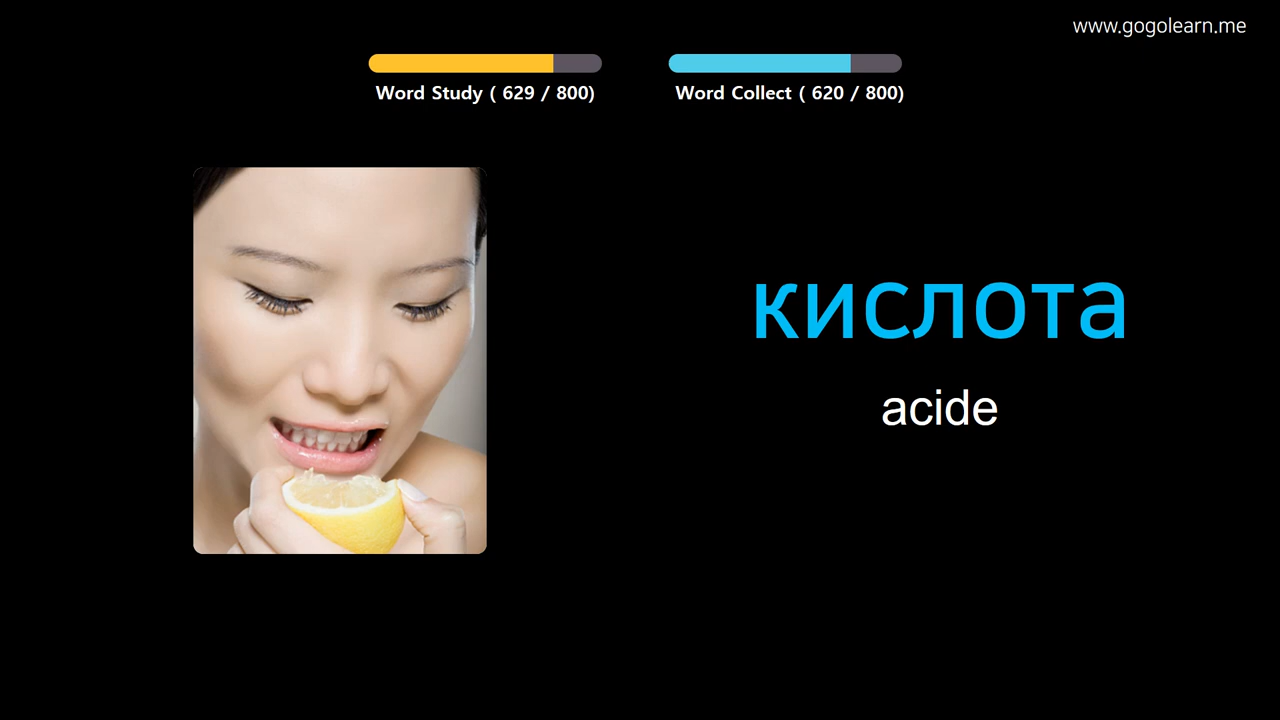 www.gogolearn.me
Word Study ( 629 / 800)
Word Collect ( 620 / 800)
кислота
acide